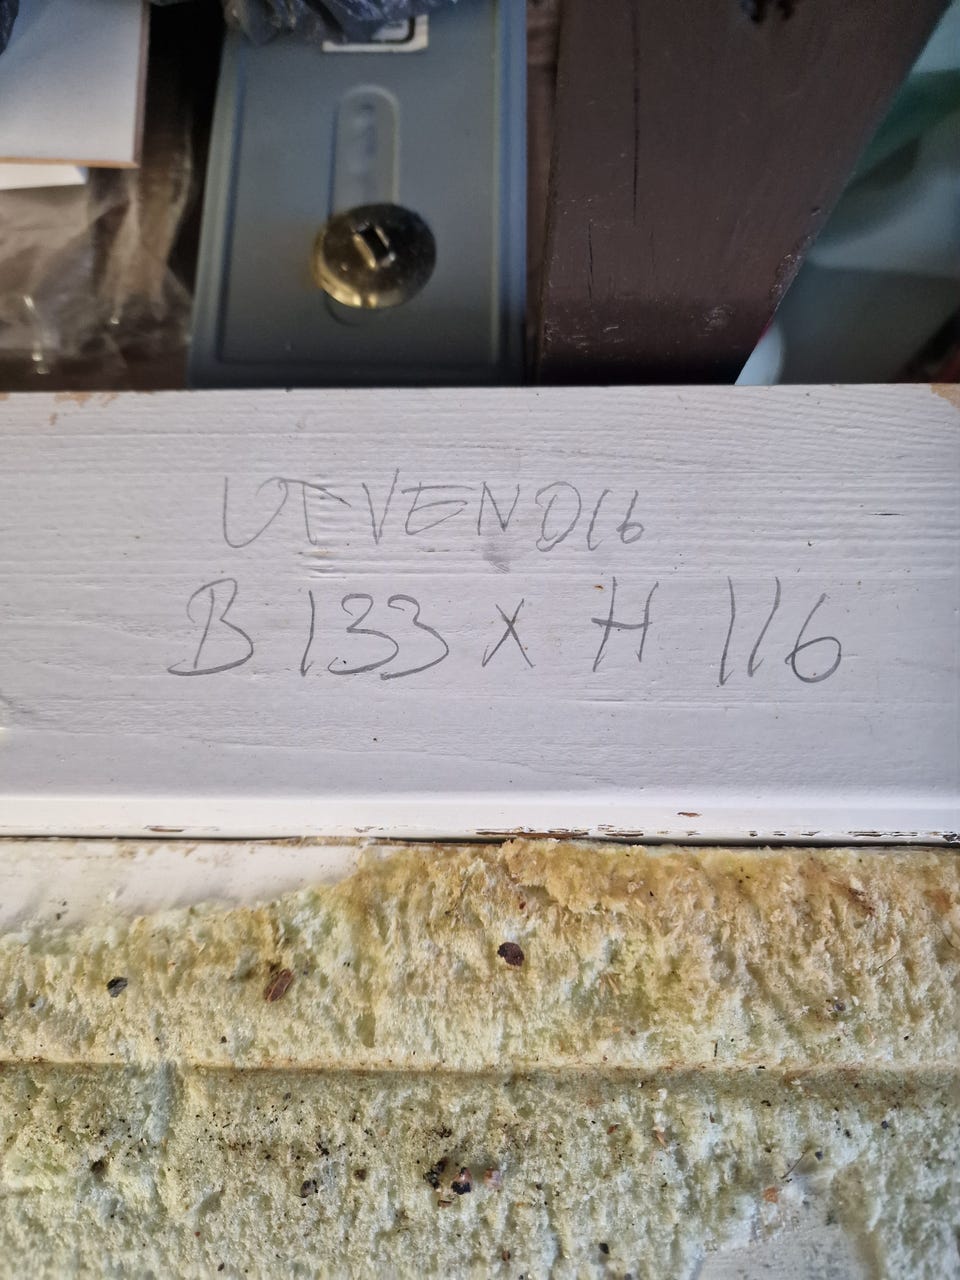 UTVENDIG
B 133 X H 116